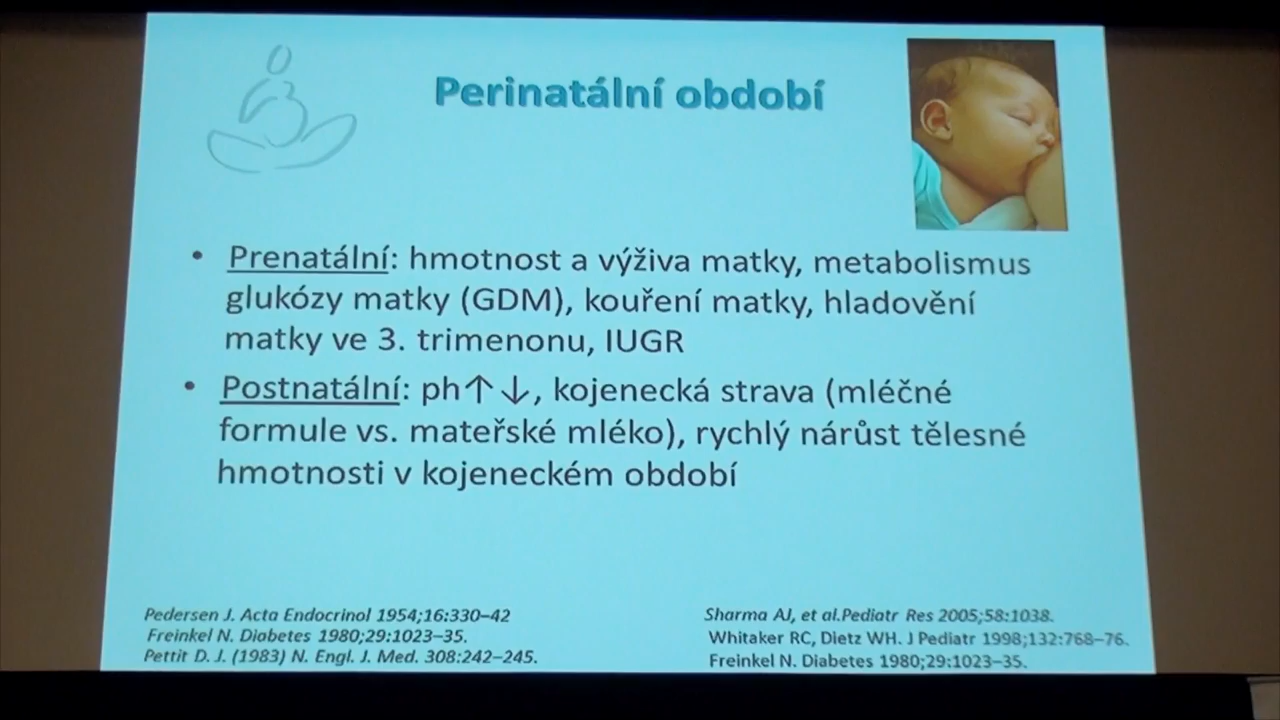 Perinatální období
• Prenatální: hmotnost a výživa matky, metabolismus
glukózy matky (GDM), kouření matky, hladovění
matky ve 3. trimenonu, IUGR
• Postnatální: ph↑↓, kojenecká strava (mléčné
formule vs. mateřské mléko), rychlý nárůst tělesné
hmotnosti v kojeneckém období
Pedersen J. Acta Endocrinol 1954;16:330–42
Freinkel N. Diabetes 1980;29:1023–35.
Pettit D. J. (1983) N. Engl. J. Med. 308:242–245.
Sharma AJ, et al.Pediatr Res 2005;58:1038.
Whitaker RC, Dietz WH. J Pediatr 1998;132:768–76.
Freinkel N. Diabetes 1980;29:1023–35.